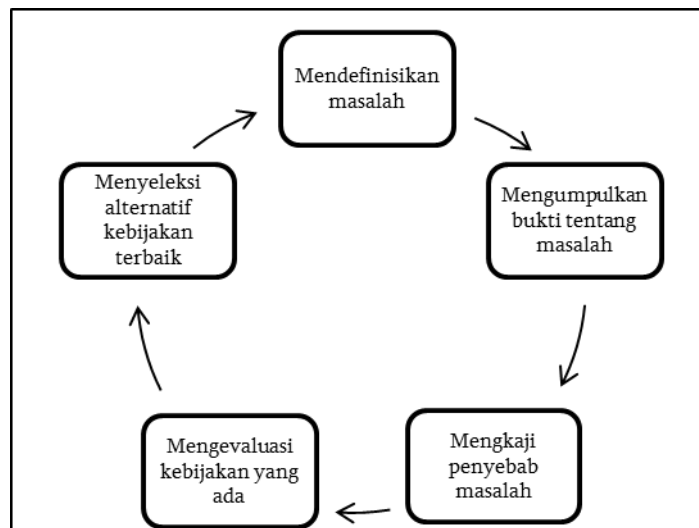 Mendefinisikan
masalah
Mengumpulkan
bukti tentang
masalah
Mengkaji
penyebab
masalah
Mengevaluasi
kebijakan yang
ada
Menyeleksi
alternatif
kebijakan
terbaik